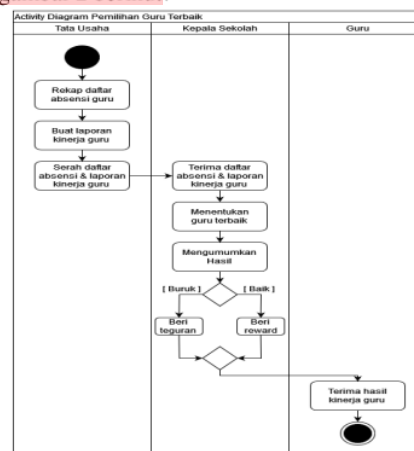 Activity Diagram Pemilihan Guru Terbaik
Tata Usaha
Kepala Sekolah
Guru
Rekap daftar
absensi guru
Buat laporan
kinerja guru
Serah daftar
absensi & laporan
kinerja guru
Terima daftar
absensi & laporan
kinerja guru
Menentukan
guru terbaik
Mengumumkan
Hasil
[ Buruk ]
[ Baik ]
Beri
teguran
Beri
reward
Terima hasil
kinerja guru